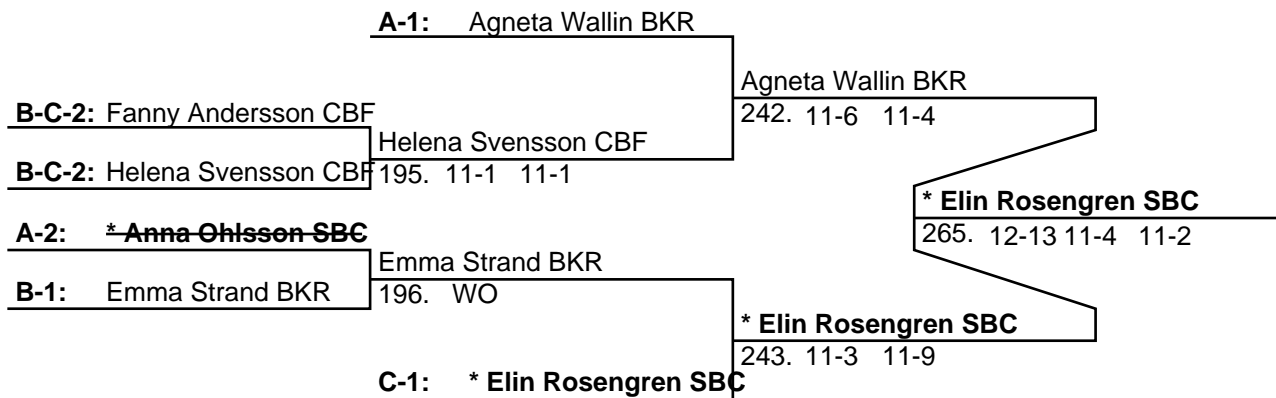 A-1: Agneta Wallin BKR
Agneta Wallin BKR
B-C-2: Fanny Andersson CBF
242. 11-6 11-4
Helena Svensson CBF
B-C-2: Helena Svensson CBF
195. 11-1 11-1
* Elin Rosengren SBC
A-2: * Anna Ohlsson SBC
265. 12-13 11-4 11-2
Emma Strand BKR
B-1: Emma Strand BKR
196. WO
* Elin Rosengren SBC
243. 11-3 11-9
C-1: * Elin Rosengren SBC